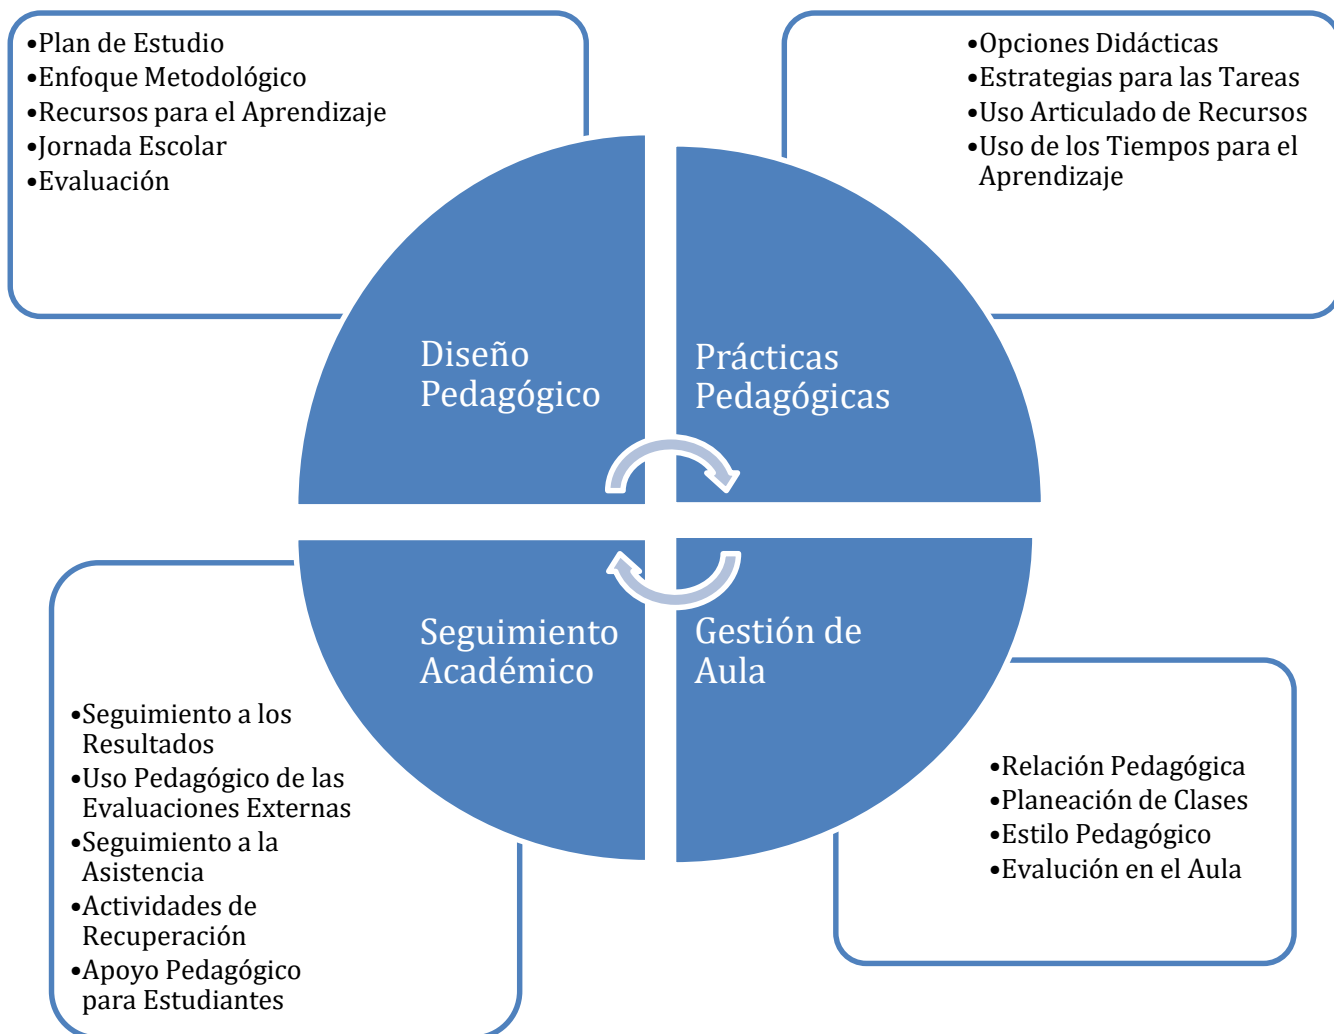 •Plan de Estudio
•Enfoque Metodológico
•Recursos para el Aprendizaje
•Jornada Escolar
•Evaluación
•Opciones Didácticas
•Estrategias para las Tareas
•Uso Articulado de Recursos
•Uso de los Tiempos para el
Aprendizaje
Diseño
Pedagógico
Prácticas
Pedagógicas
Seguimiento
Académico
Gestión de
Aula
•Seguimiento a los
Resultados
•Uso Pedagógico de las
Evaluaciones Externas
•Seguimiento a la
Asistencia
•Actividades de
Recuperación
•Apoyo Pedagógico
para Estudiantes
•Relación Pedagógica
•Planeación de Clases
•Estilo Pedagógico
•Evalución en el Aula